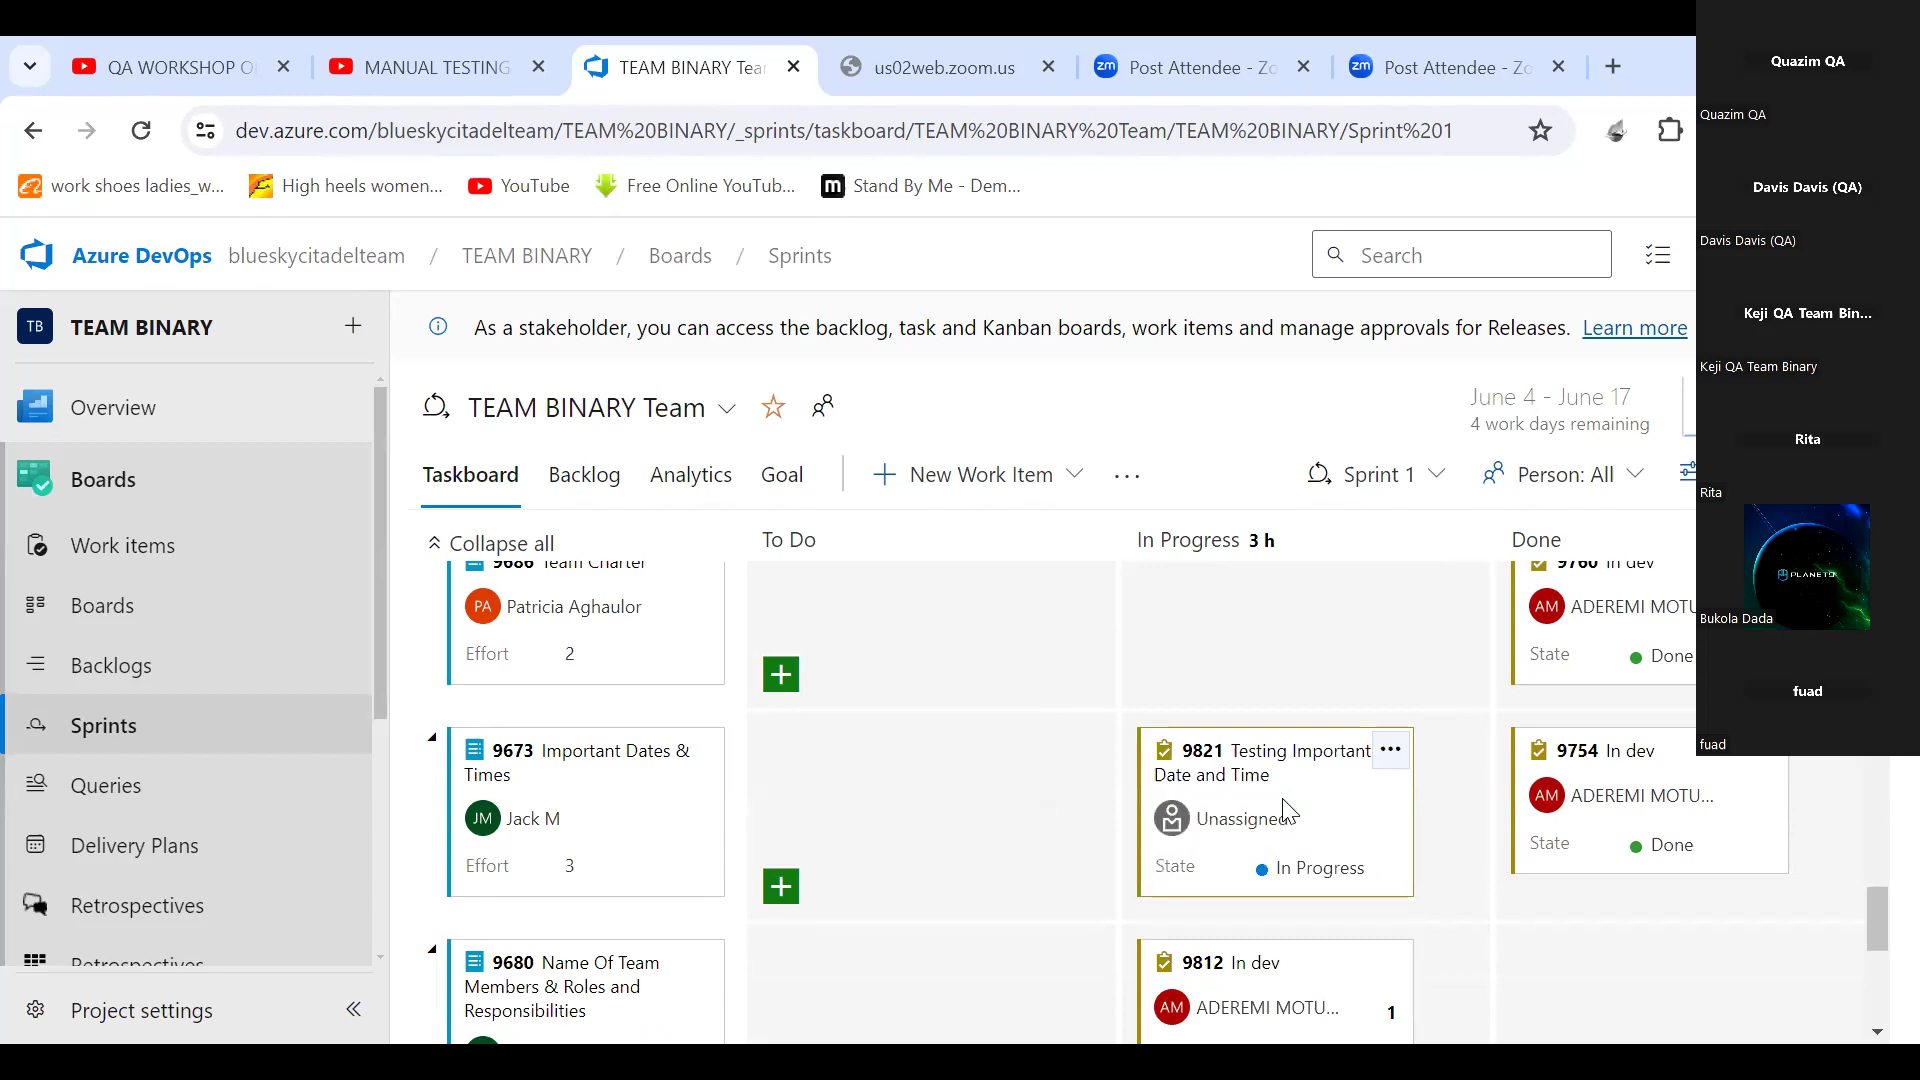 QA WORKSHOP O
MANUAL TESTING
TEAM BINARY Tea
us02web.zoom.us
Post Attendee - Zo
Post Attendee - Zo
dev.azure.com/blueskycitadelteam/TEAM%20BINARY/_sprints/taskboard/TEAM%20BINARY%20Team/TEAM%20BINARY/Sprint%201
work shoes ladies_w...
High heels women...
YouTube
Free Online YouTub...
Stand By Me - Dem...
Azure DevOps
blueskycitadelteam / TEAM BINARY / Boards / Sprints
Search
TB TEAM BINARY
Overview
Boards
Work items
Boards
Backlogs
Sprints
Queries
Delivery Plans
Retrospectives
Retrospectives
Project settings
As a stakeholder, you can access the backlog, task and Kanban boards, work items and manage approvals for Releases. Learn more
TEAM BINARY Team
June 4 - June 17
4 work days remaining
Taskboard Backlog Analytics Goal
New Work Item
Sprint 1
Person: All
Collapse all
To Do
In Progress 3 h
Done
9686 Team Charter
PA Patricia Aghaulor
Effort 2
9760 In dev
AM ADEREMI MOTU
State Done
9673 Important Dates &
Times
JM Jack M
Effort 3
9821 Testing Important
Date and Time
Unassigned
State In Progress
9754 In dev
AM ADEREMI MOTU...
State Done
9680 Name Of Team
Members & Roles and
Responsibilities
9812 In dev
AM ADEREMI MOTU...
1
Quazim QA
Quazim QA
Davis Davis (QA)
Davis Davis (QA)
Keji QA Team Bin...
Keji QA Team Binary
Rita
Rita
PLANETQ
Bukola Dada
fuad
fuad